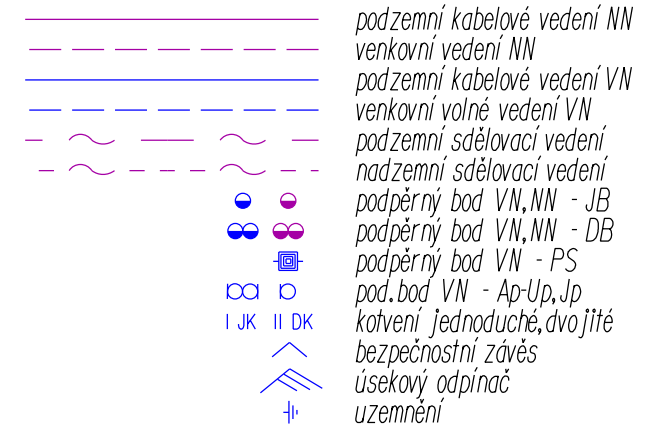 podzemní kabelové vedení NN
venkovní vedení NN
podzemní kabelové vedení VN
venkovní volné vedení VN
podzemní sdělovací vedení
nadzemní sdělovací vedení
podpěrný bod VN,NN - JB
podpěrný bod VN,NN - DB
podpěrný bod VN - PS
pod.bod VN - Ap-Up,Jp
I JK II DK kotvení jednoduché,dvojité
bezpečnostní závěs
úsekový odpínač
uzemnění